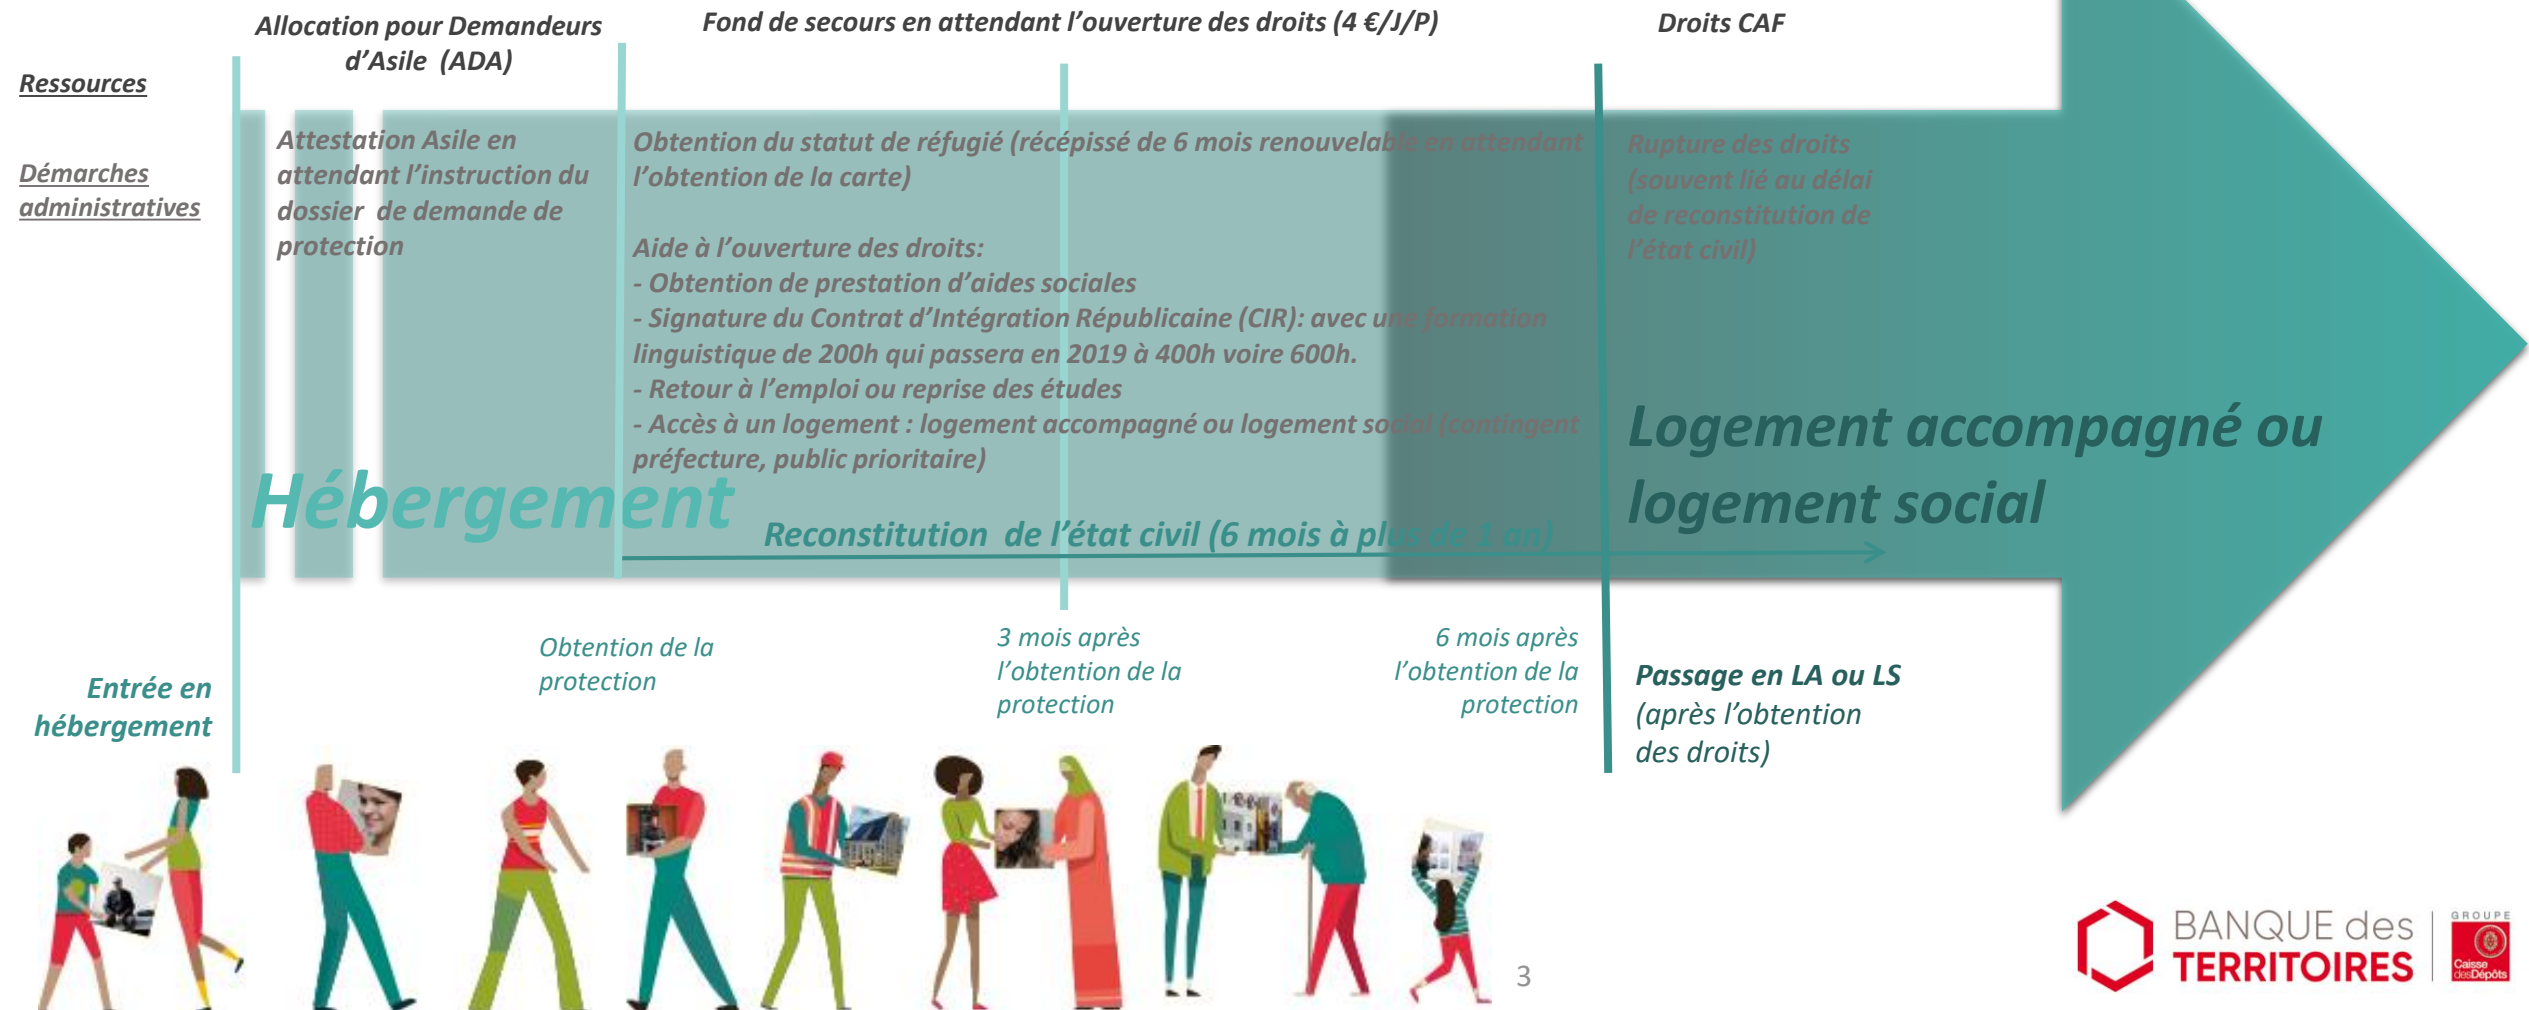 Allocation pour Demandeurs
d’Asile (ADA)
Fond de secours en attendant l’ouverture des droits (4 €/J/P)
Droits CAF
Ressources
Démarches
administratives
Attestation Asile en
attendant l’instruction du
dossier de demande de
protection
Obtention du statut de réfugié (récépissé de 6 mois renouvelable en attendant
l’obtention de la carte)
Aide à l’ouverture des droits:
- Obtention de prestation d’aides sociales
- Signature du Contrat d’Intégration Républicaine (CIR): avec une formation
linguistique de 200h qui passera en 2019 à 400h voire 600h.
- Retour à l’emploi ou reprise des études
- Accès à un logement : logement accompagné ou logement social (contingent
préfecture, public prioritaire)
Rupture des droits
(souvent lié au délai
de reconstitution de
l’état civil)
Hébergement
Reconstitution de l’état civil (6 mois à plus de 1 an)
Logement accompagné ou
logement social
Entrée en
hébergement
Obtention de la
protection
3 mois après
l’obtention de la
protection
6 mois après
l’obtention de la
protection
Passage en LA ou LS
(après l’obtention
des droits)
3
BANQUE des
TERRITOIRES
GROUPE
Caisse
desDépôts